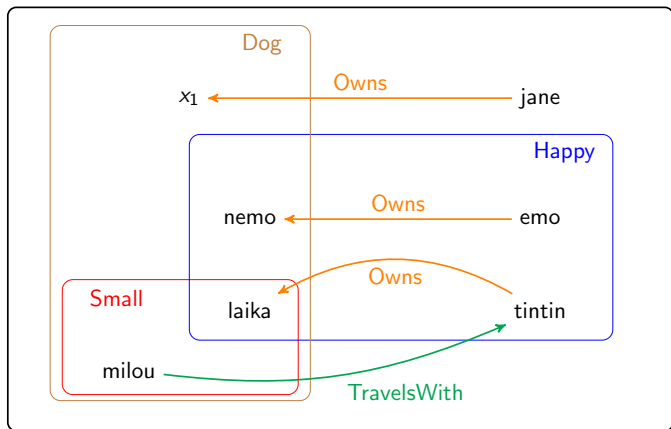 Dog
Owns
x₁
jane
Happy
Owns
nemo
emo
Owns
Small
laika
tintin
milou
TravelsWith